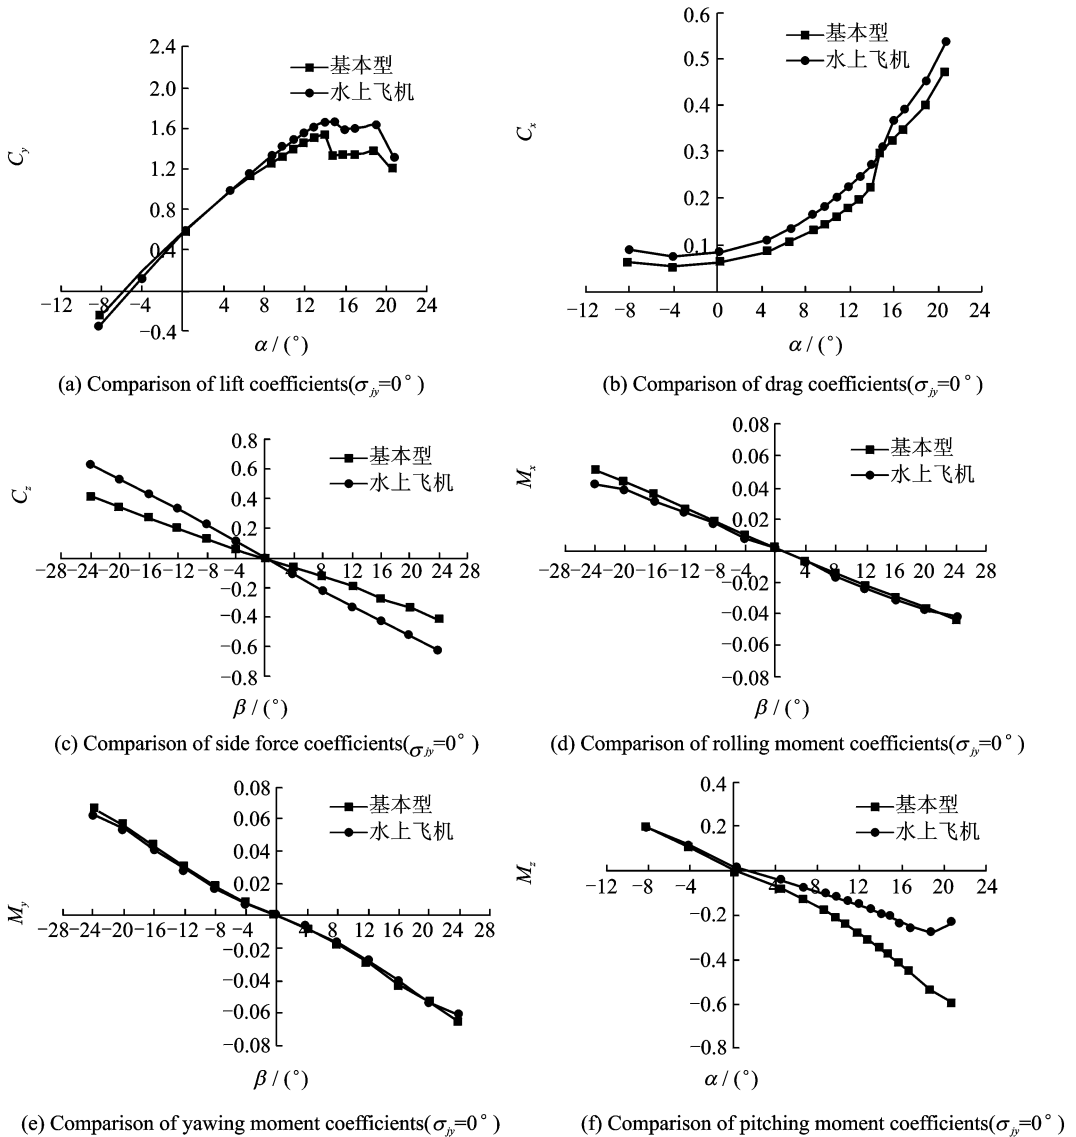 2.4
2.0
1.6
1.2
0.8
0.4
−0.4
−12 −8 −4 4 8 12 16 20 24
C_y
基本型
水上飞机
α / (°)
(a) Comparison of lift coefficients(σ_jy=0°)
0.6
0.5
0.4
0.3
0.2
0.1
−12 −8 −4 0 4 8 12 16 20 24
C_x
基本型
水上飞机
α / (°)
(b) Comparison of drag coefficients(σ_jy=0°)
0.8
0.6
0.4
0.2
−0.2
−0.4
−0.6
−0.8
−28 −24 −20 −16 −12 −8 −4 4 8 12 16 20 24 28
C_z
基本型
水上飞机
β / (°)
(c) Comparison of side force coefficients(σ_jy=0°)
0.08
0.06
0.04
0.02
−0.02
−0.04
−0.06
−0.08
−28 −24 −20 −16 −12 −8 −4 4 8 12 16 20 24 28
M_x
基本型
水上飞机
β / (°)
(d) Comparison of rolling moment coefficients(σ_jy=0°)
0.08
0.06
0.04
0.02
−0.02
−0.04
−0.06
−0.08
−28 −24 −20 −16 −12 −8 −4 4 8 12 16 20 24 28
M_y
基本型
水上飞机
β / (°)
(e) Comparison of yawing moment coefficients(σ_jy=0°)
0.4
0.2
−0.2
−0.4
−0.6
−0.8
−12 −8 −4 4 8 12 16 20 24
M_z
基本型
水上飞机
α / (°)
(f) Comparison of pitching moment coefficients(σ_jy=0°)